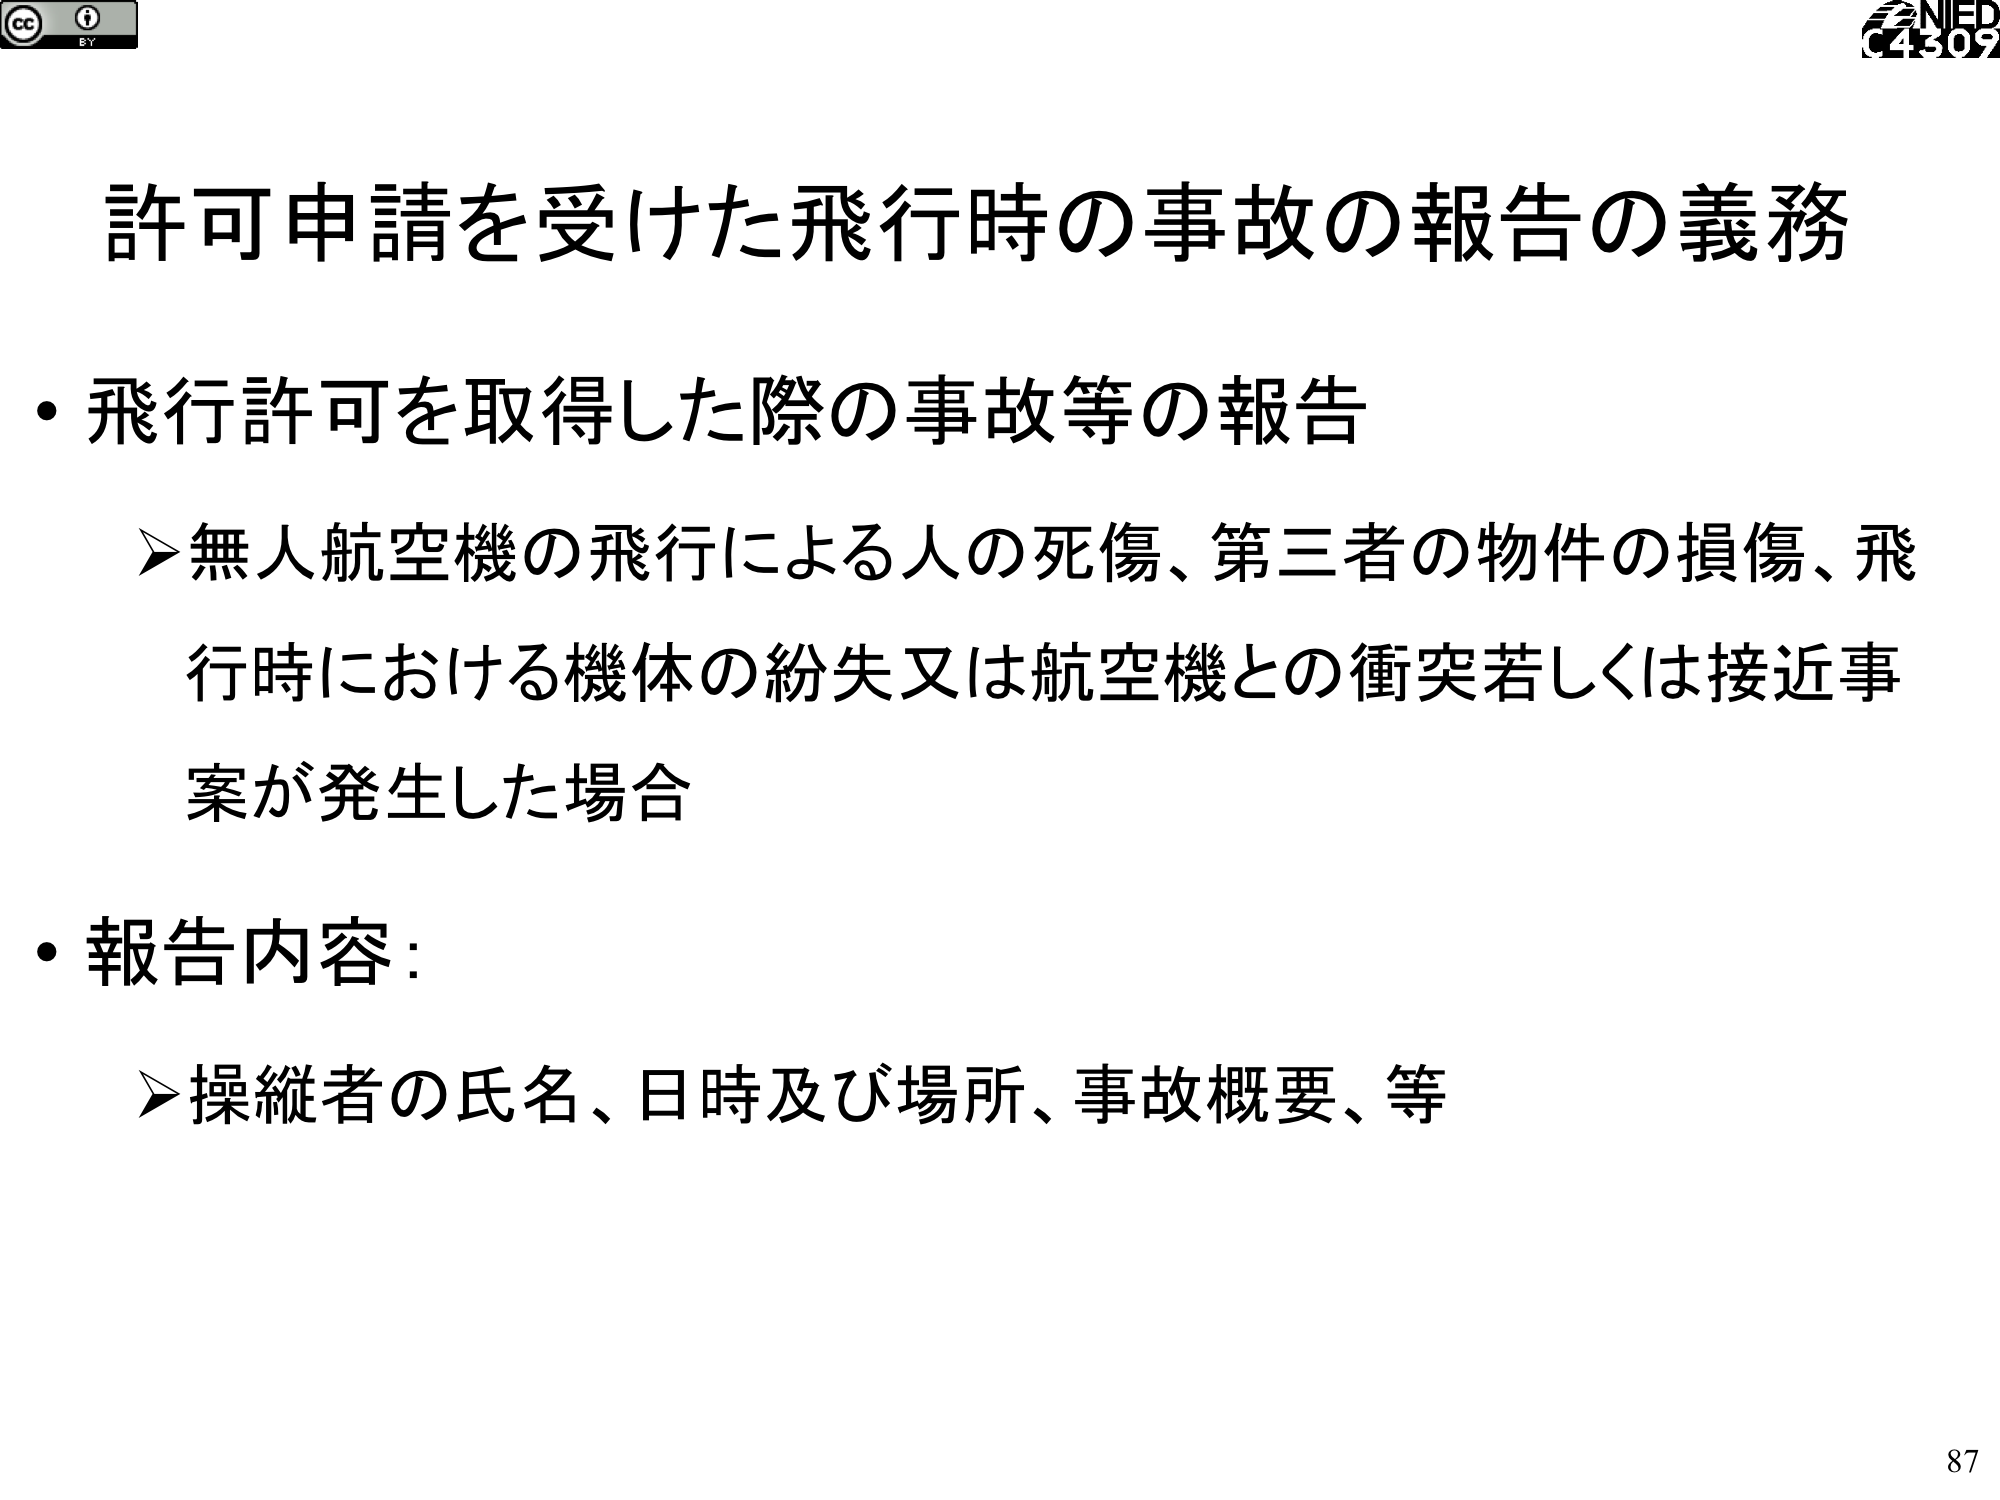 cc
BY
NIED
C4309
許可申請を受けた飛行時の事故の報告の義務
• 飛行許可を取得した際の事故等の報告
➢無人航空機の飛行による人の死傷、第三者の物件の損傷、飛
行時における機体の紛失又は航空機との衝突若しくは接近事
案が発生した場合
• 報告内容：
➢操縦者の氏名、日時及び場所、事故概要、等
87